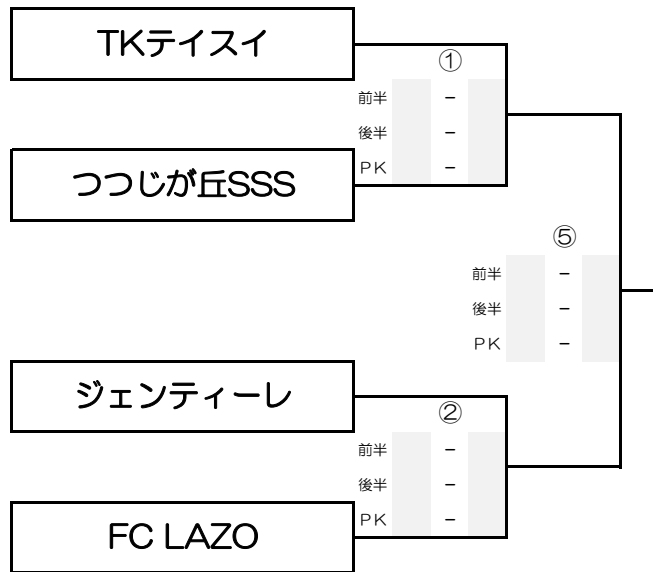 TKテイスイ
①
前半 -
後半 -
PK -
つつじが丘SSS
⑤
前半 -
後半 -
PK -
ジェンティーレ
②
前半 -
後半 -
PK -
FC LAZO